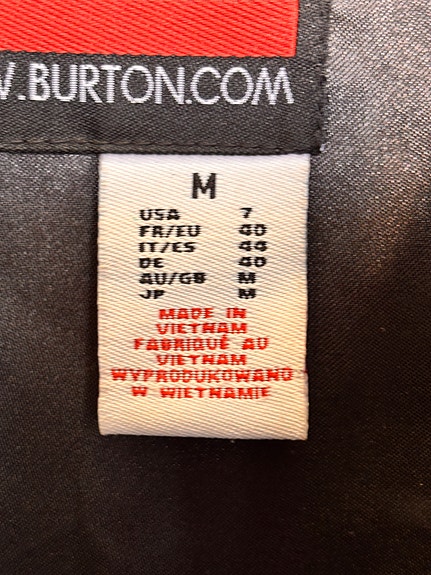 W.BURTON.COM
M
USA 7
FR/EU 40
IT/ES 44
DE 40
AU/GB M
JP M
MADE IN
VIETNAM
FABRIQUÉ AU
VIETNAM
WYPRODUKOWANO
W WIETNAMIE